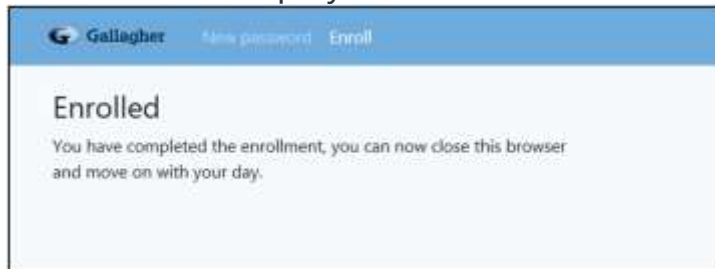 Gallagher New password Enroll
Enrolled
You have completed the enrollment, you can now close this browser
and move on with your day.